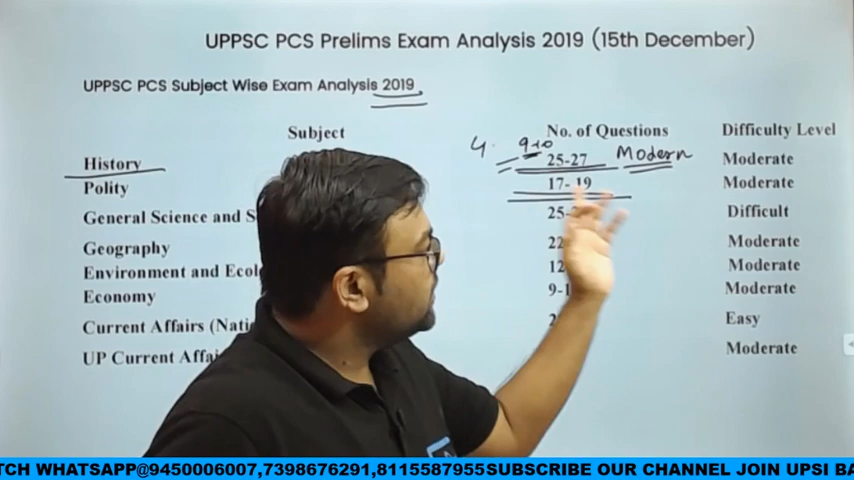 UPPSC PCS Prelims Exam Analysis 2019 (15th December)
UPPSC PCS Subject Wise Exam Analysis 2019
Subject No. of Questions Difficulty Level
4. 9-10
History 25-27 Modern Moderate
Polity 17-19 Moderate
General Science and S 25- Difficult
Geography 22 Moderate
Environment and Ecol 12 Moderate
Economy 9-1 Moderate
Current Affairs (Nati 2 Easy
UP Current Affai Moderate
TCH WHATSAPP@9450006007,7398676291,8115587955SUBSCRIBE OUR CHANNEL JOIN UPSI BA